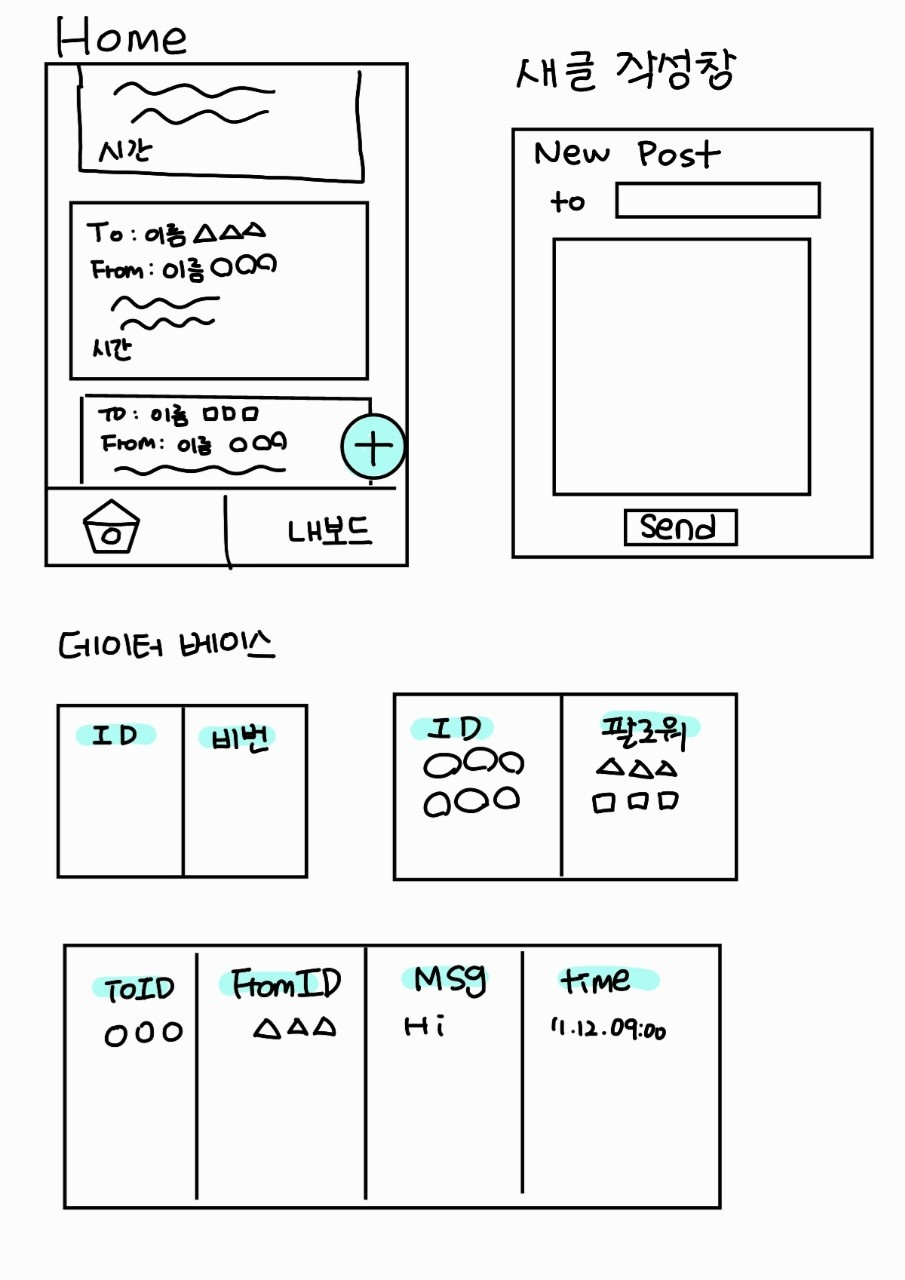 Home
시간
To: 이름 △△△
From: 이름 ○○○
시간
To: 이름 □□□
From: 이름 ○○○
+
내보드
새글 작성창
New Post
to
Send
데이터 베이스
ID 비번
ID 팔로워
○○○ △△△
○○○ □□□
ToID FromID Msg time
○○○ △△△ Hi 11.12.09:00